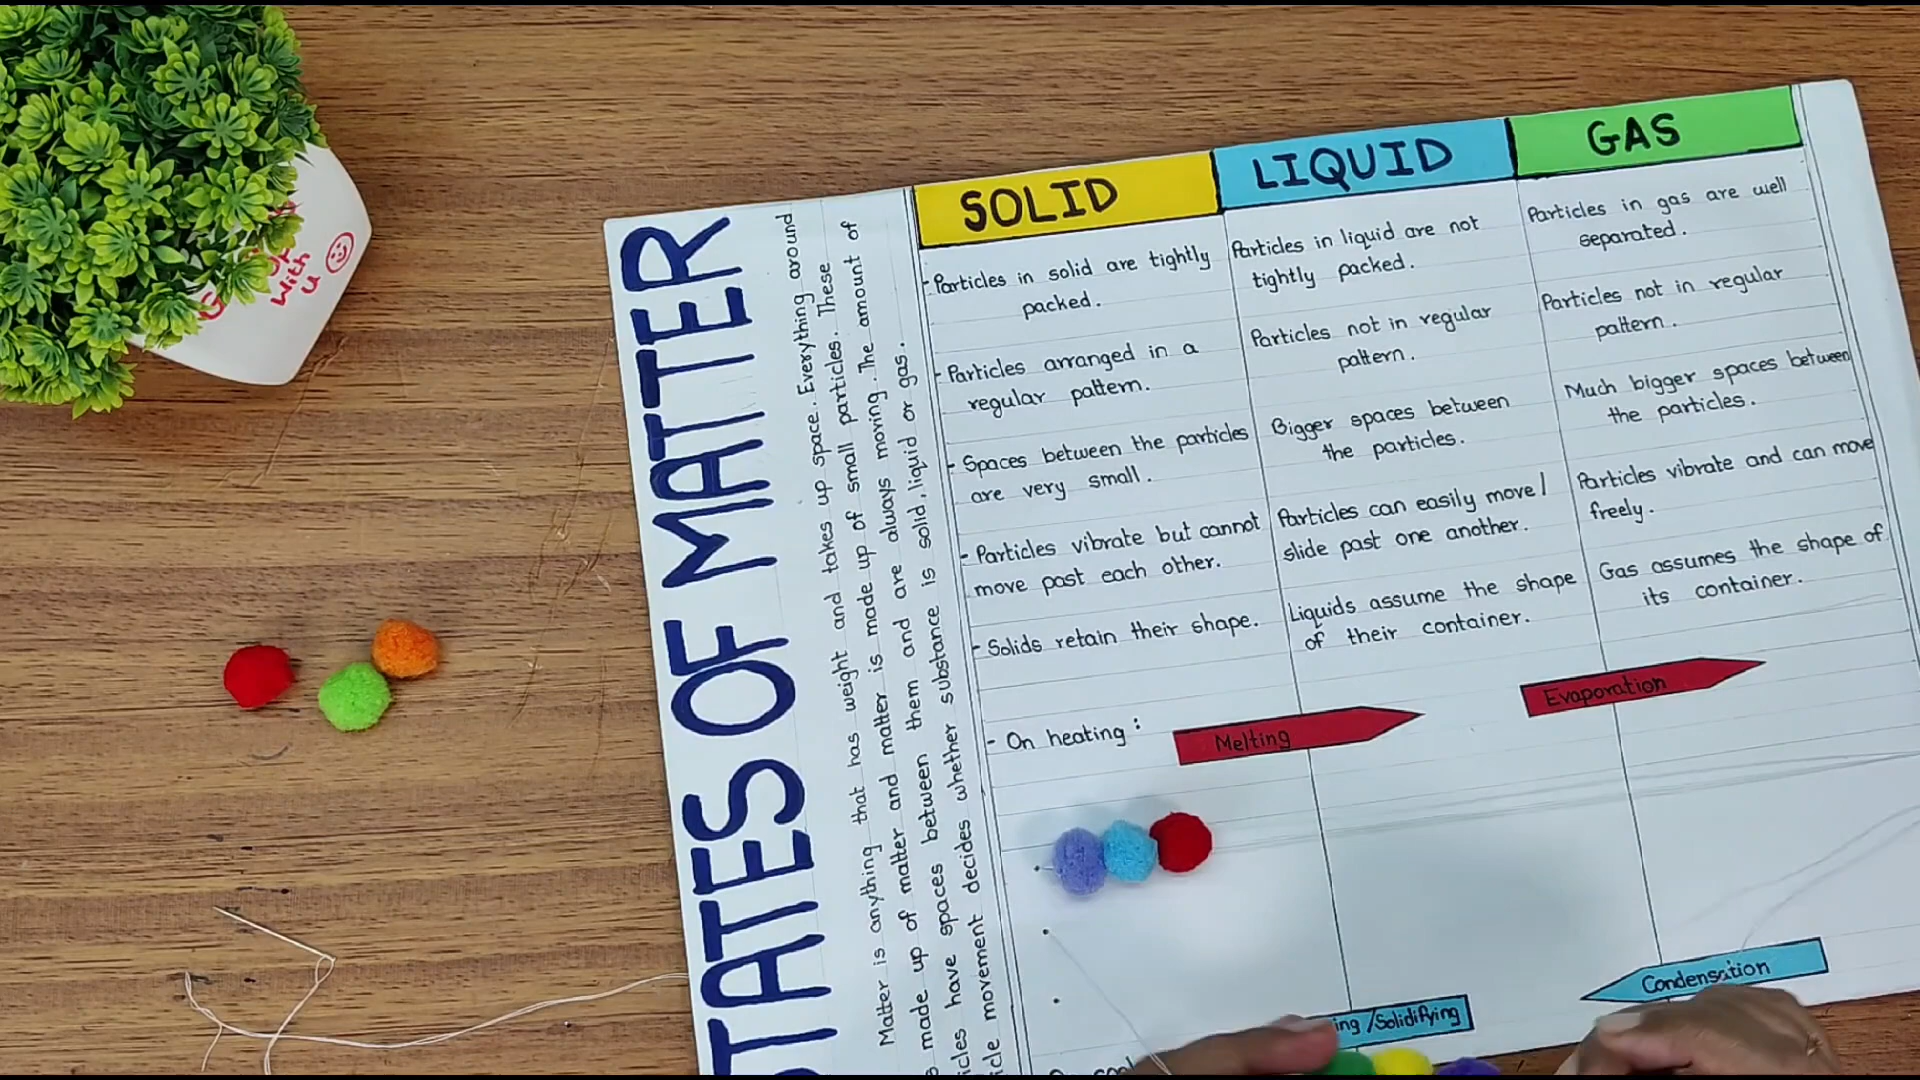 STATES OF MATTER
Matter is anything that has weight and takes up space. Everything around
made up of matter and matter is made up of small particles. These
have spaces between them and are always moving. The amount of
movement decides whether substance is solid, liquid or gas.
SOLID
- Particles in solid are tightly
packed.
- Particles arranged in a
regular pattern.
- Spaces between the particles
are very small.
- Particles vibrate but cannot
move past each other.
- Solids retain their shape.
LIQUID
Particles in liquid are not
tightly packed.
Particles not in regular
pattern.
Bigger spaces between
the particles.
Particles can easily move/
slide past one another.
Liquids assume the shape
of their container.
GAS
Particles in gas are well
separated.
Particles not in regular
pattern.
Much bigger spaces between
the particles.
Particles vibrate and can move
freely.
Gas assumes the shape of
its container.
- On heating:
Melting
Evaporation
/Solidifying
Condensation
With
U